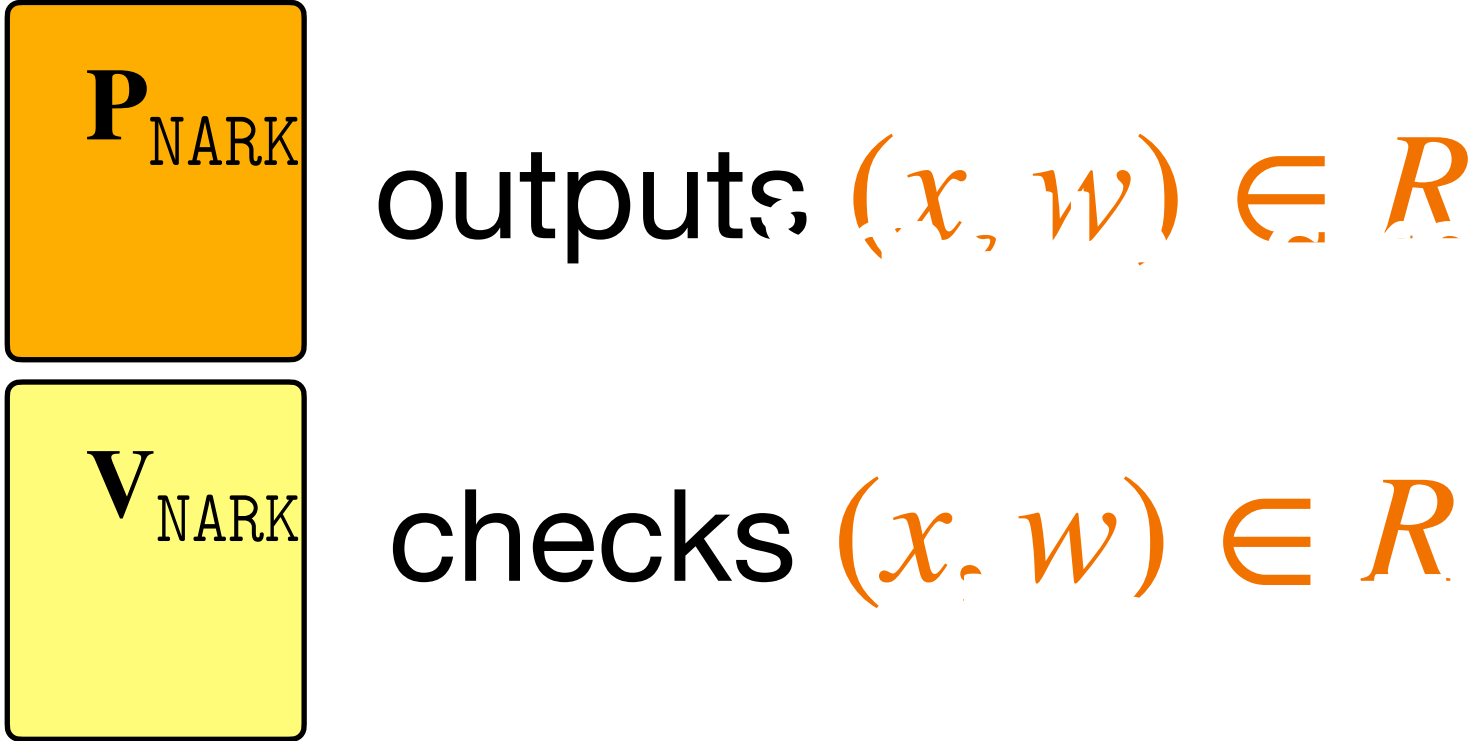 P_NARK
outputs (x, w) ∈ R
V_NARK
checks (x, w) ∈ R